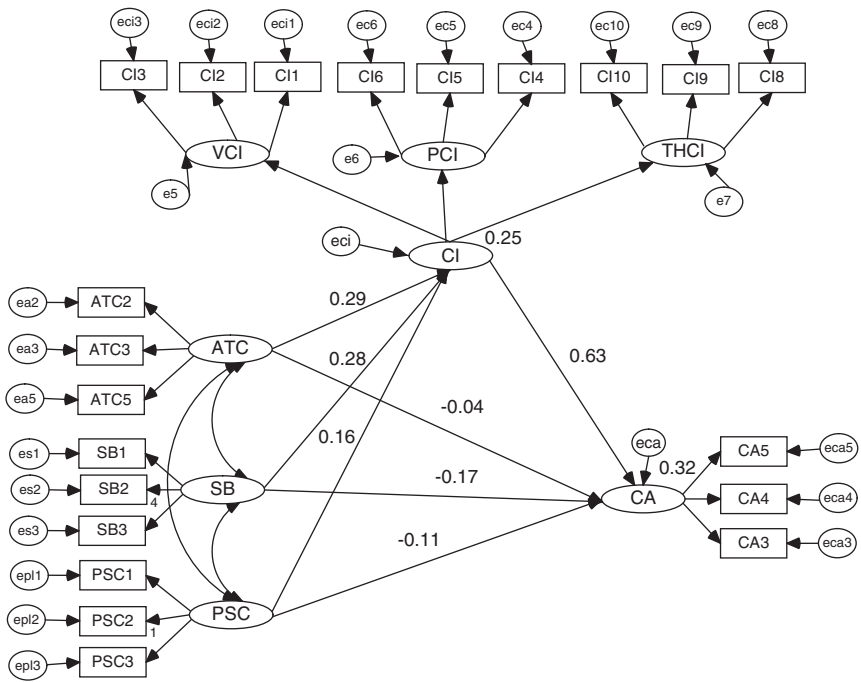 eci3 eci2 eci1 ec6 ec5 ec4 ec10 ec9 ec8
CI3 CI2 CI1 CI6 CI5 CI4 CI10 CI9 CI8
VCI PCI THCI
e5 e6 e7
eci CI 0.25
ea2 ATC2 0.29
ea3 ATC3 ATC 0.28 0.63
ea5 ATC5 -0.04
0.16
es1 SB1 eca 0.32 CA5 eca5
es2 SB2 4 SB -0.17 CA CA4 eca4
es3 SB3 -0.11 CA3 eca3
epl1 PSC1
epl2 PSC2 1 PSC
epl3 PSC3